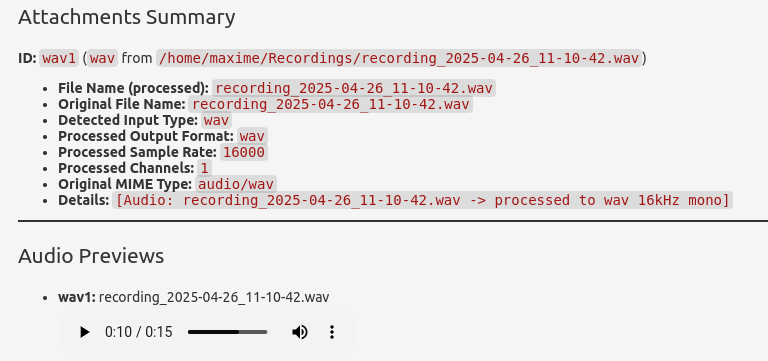 Attachments Summary
ID: wav1 (wav from /home/maxime/Recordings/recording_2025-04-26_11-10-42.wav)
• File Name (processed): recording_2025-04-26_11-10-42.wav
• Original File Name: recording_2025-04-26_11-10-42.wav
• Detected Input Type: wav
• Processed Output Format: wav
• Processed Sample Rate: 16000
• Processed Channels: 1
• Original MIME Type: audio/wav
• Details: [Audio: recording_2025-04-26_11-10-42.wav -> processed to wav 16kHz mono]
Audio Previews
• wav1: recording_2025-04-26_11-10-42.wav
0:10 / 0:15